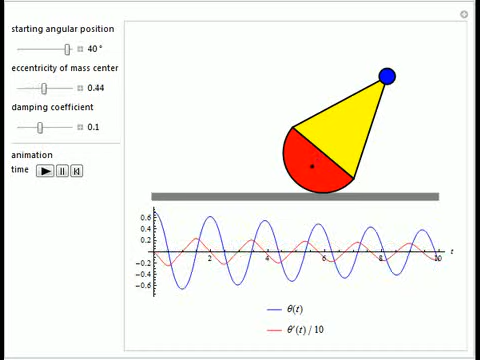 starting angular position
40 °
eccentricity of mass center
0.44
damping coefficient
0.1
animation
time
0.6
0.4
0.2
-0.2
-0.4
-0.6
2
4
6
8
10
t
θ(t)
θ′(t) / 10